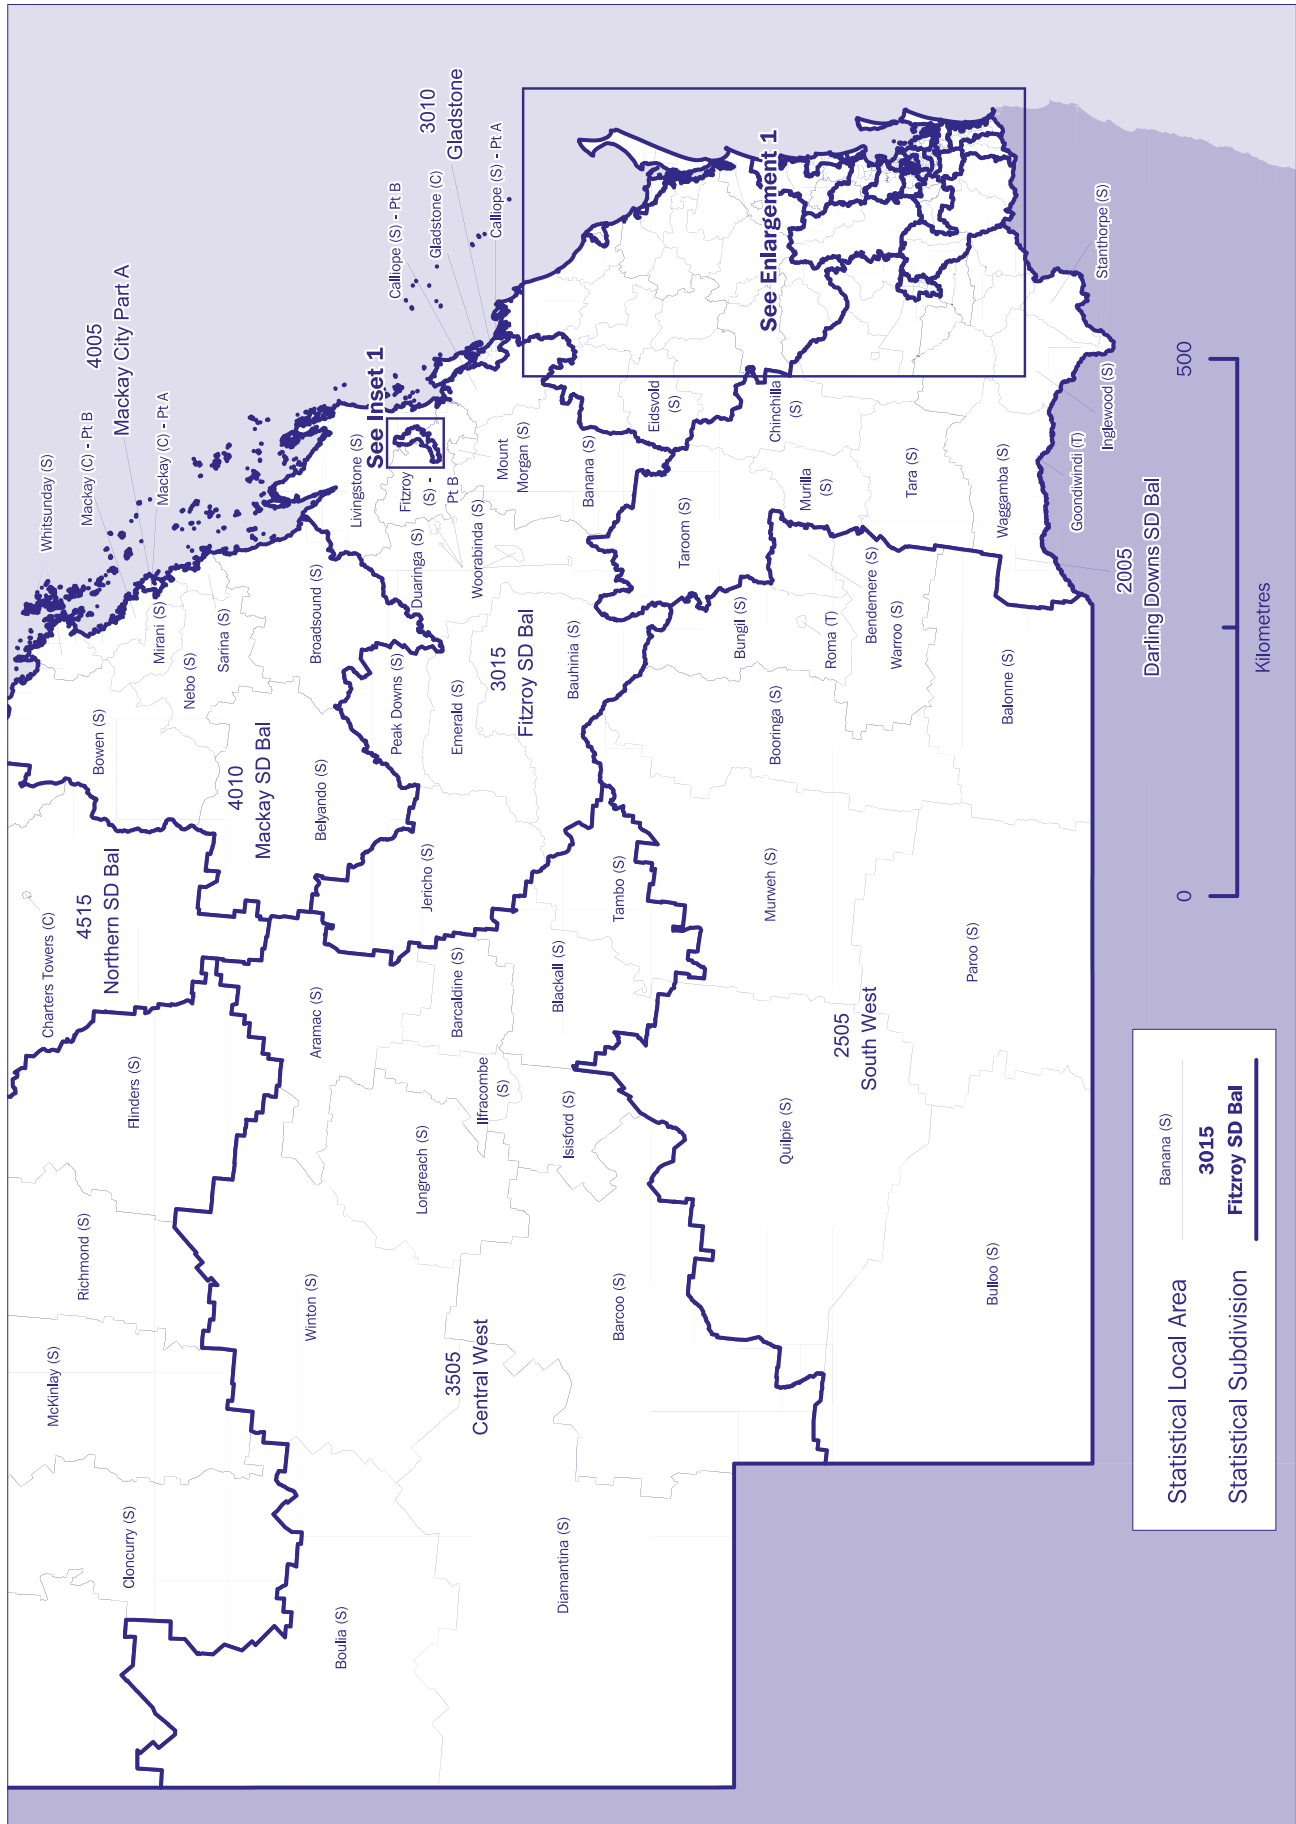 Whitsunday (S)
Mackay (C) - Pt B
4005
Mackay City Part A
Mackay (C) - Pt A
Calliope (S) - Pt B
Gladstone (C)
3010
Gladstone
Calliope (S) - Pt A
See Inset 1
See Enlargement 1
Charters Towers (C)
4515
Northern SD Bal
Bowen (S)
Mirani (S)
Nebo (S)
Sarina (S)
4010
Mackay SD Bal
Broadsound (S)
Belyando (S)
Livingstone (S)
Fitzroy
(S) -
Pt B
Mount
Morgan (S)
Duaringa (S)
Woorabinda (S)
Banana (S)
Peak Downs (S)
Emerald (S)
3015
Fitzroy SD Bal
Bauhinia (S)
Jericho (S)
McKinlay (S)
Richmond (S)
Flinders (S)
Cloncurry (S)
Boulia (S)
Winton (S)
Aramac (S)
Longreach (S)
Barcaldine (S)
Ilfracombe
(S)
Isisford (S)
Blackall (S)
Tambo (S)
3505
Central West
Diamantina (S)
Barcoo (S)
Eidsvold
(S)
Taroom (S)
Chinchilla
(S)
Murilla
(S)
Tara (S)
Waggamba (S)
Goondiwindi (T)
Inglewood (S)
Stanthorpe (S)
2005
Darling Downs SD Bal
Bungil (S)
Roma (T)
Bendemere (S)
Warroo (S)
Booringa (S)
Balonne (S)
Murweh (S)
Paroo (S)
2505
South West
Quilpie (S)
Bulloo (S)
Statistical Local Area
Banana (S)
Statistical Subdivision
3015
Fitzroy SD Bal
0
500
Kilometres